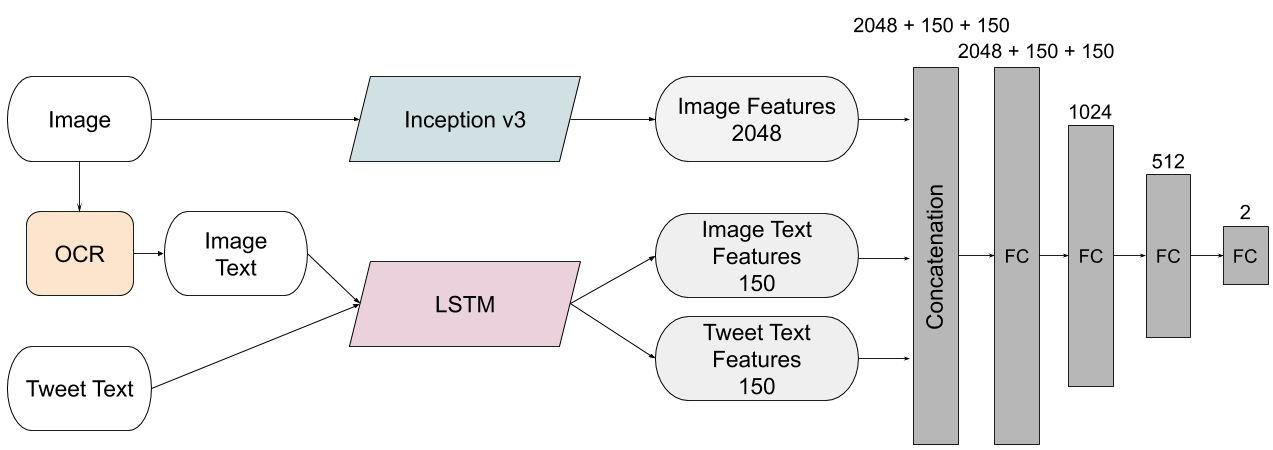 2048 + 150 + 150
2048 + 150 + 150
Image
Inception v3
Image Features
2048
1024
512
2
OCR
Image
Text
LSTM
Image Text
Features
150
Tweet Text
Tweet Text
Features
150
Concatenation
FC
FC
FC
FC